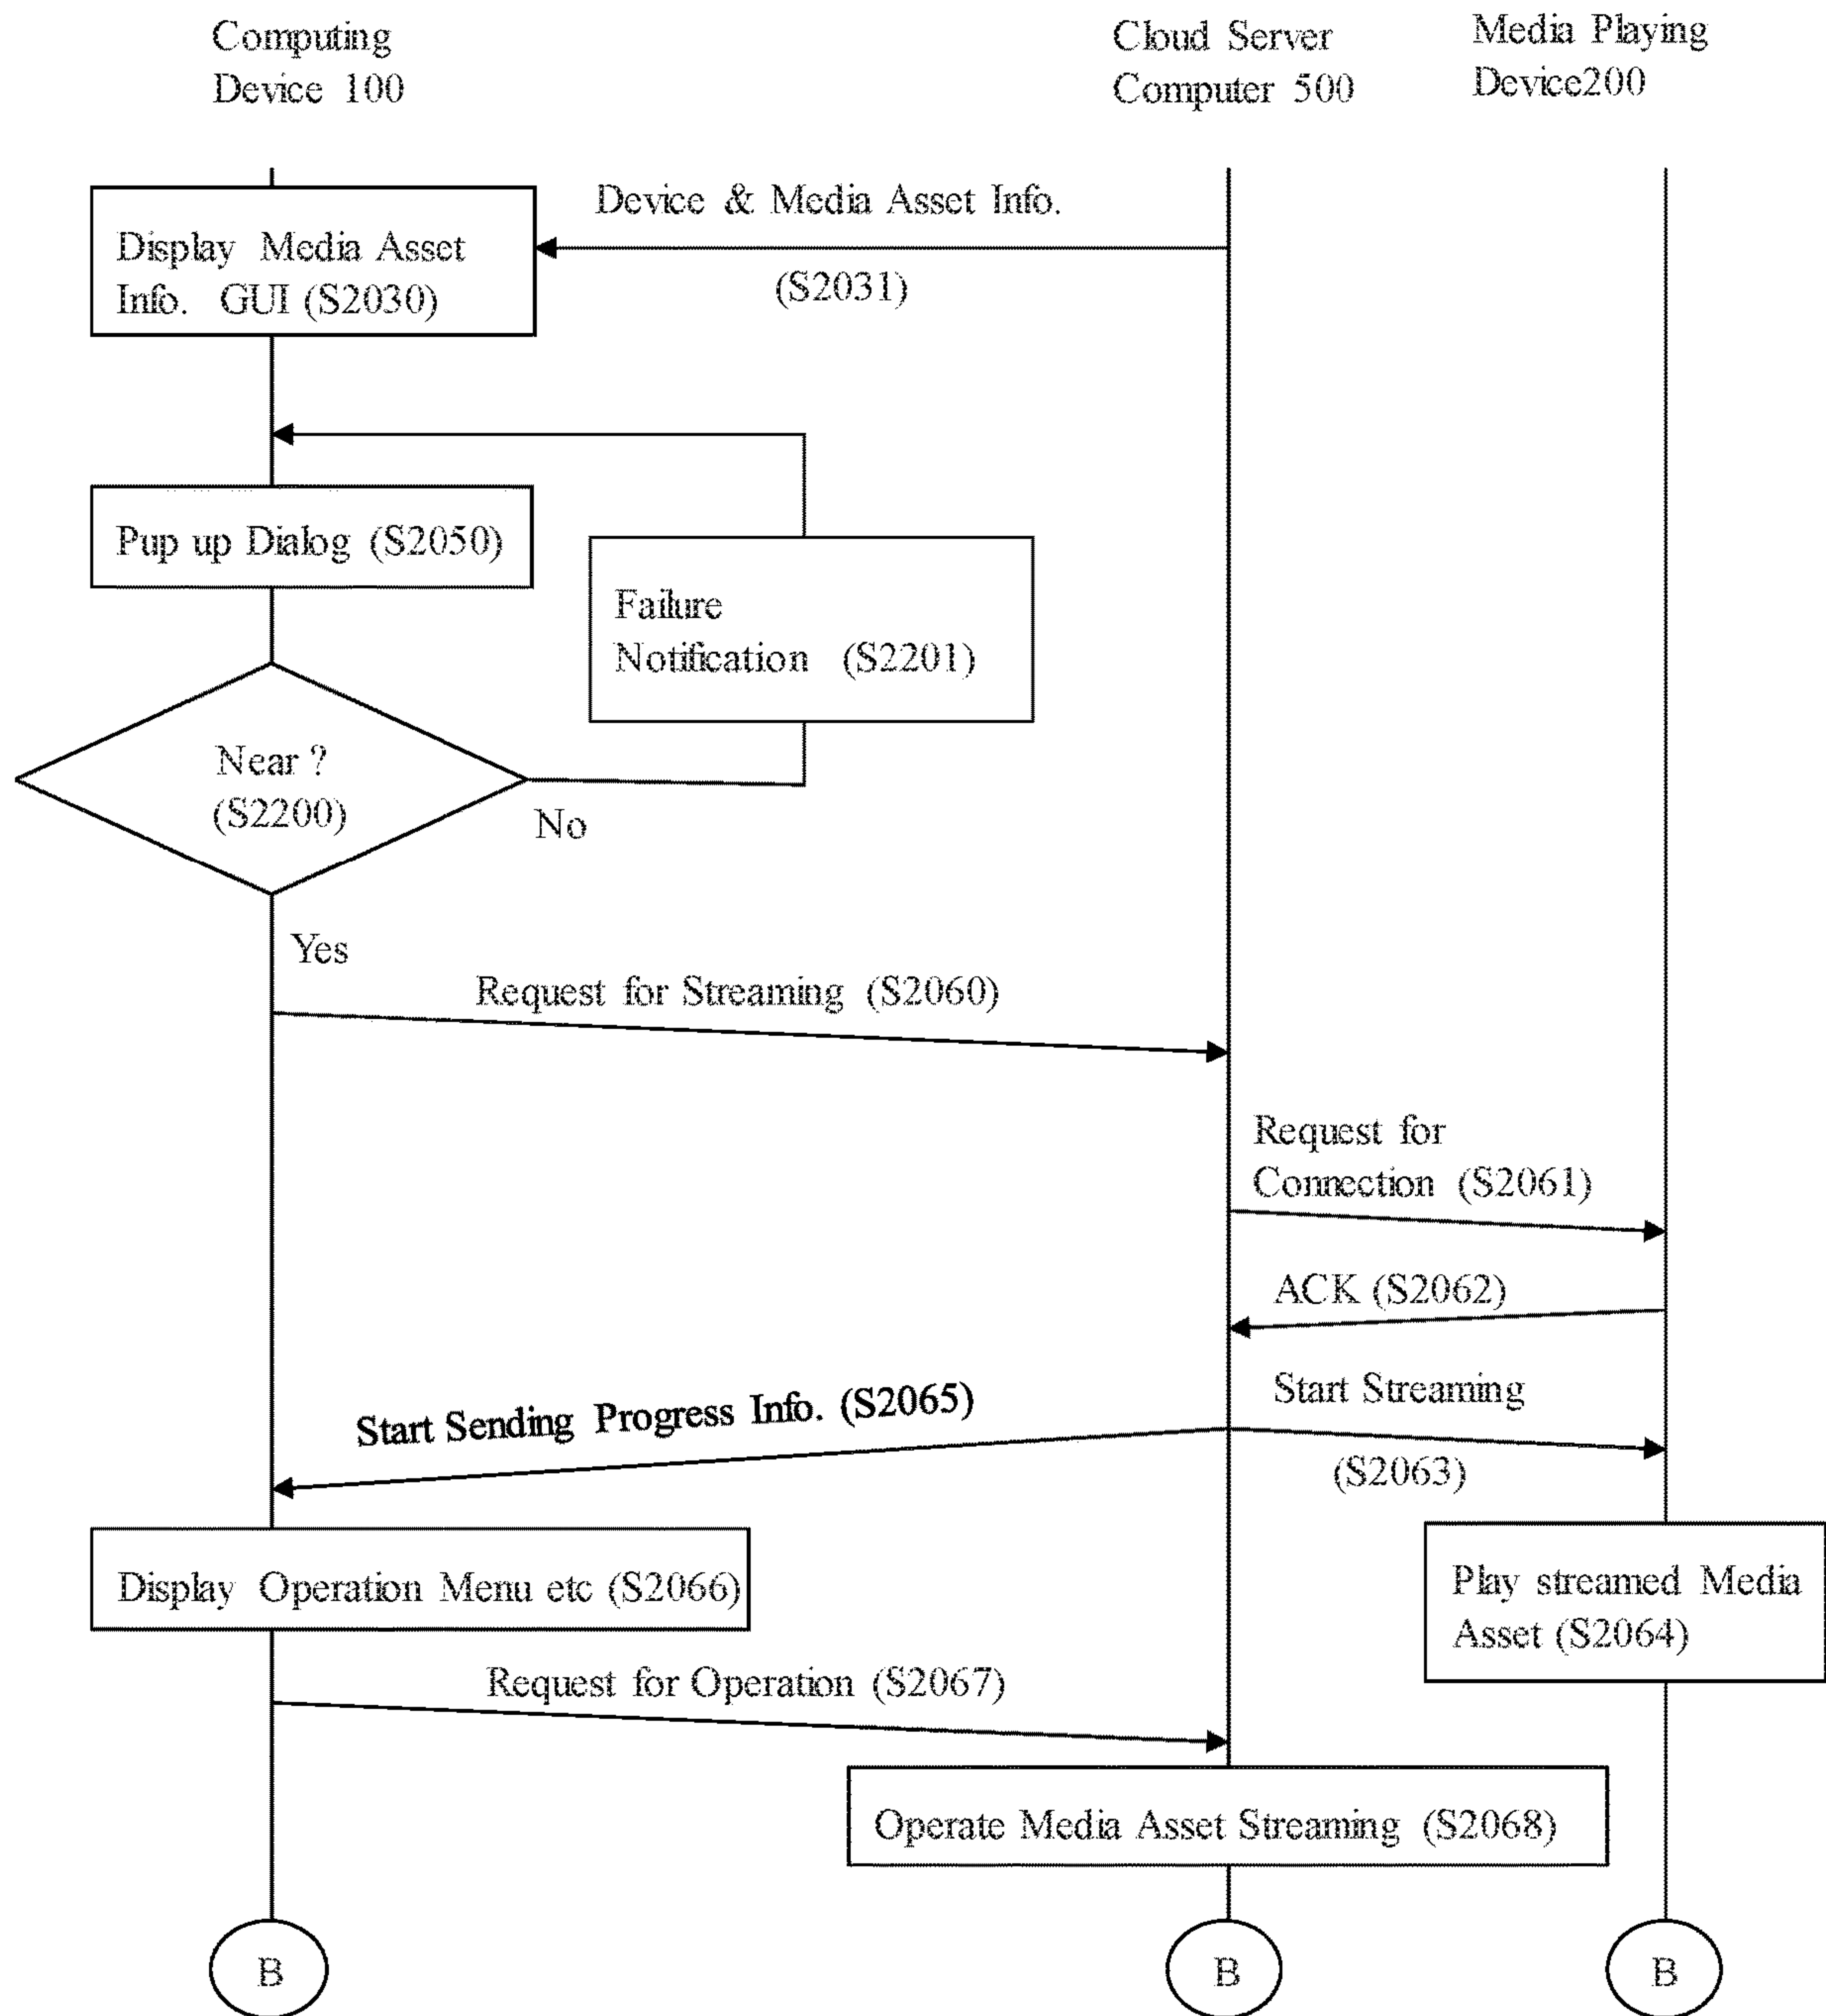 Computing
Device 100
Cloud Server
Computer 500
Media Playing
Device200
Device & Media Asset Info.
(S2031)
Display Media Asset
Info. GUI (S2030)
Pup up Dialog (S2050)
Failure
Notification (S2201)
Near ?
(S2200)
No
Yes
Request for Streaming (S2060)
Request for
Connection (S2061)
ACK (S2062)
Start Streaming
(S2063)
Start Sending Progress Info. (S2065)
Display Operation Menu etc (S2066)
Play streamed Media
Asset (S2064)
Request for Operation (S2067)
Operate Media Asset Streaming (S2068)
B
B
B